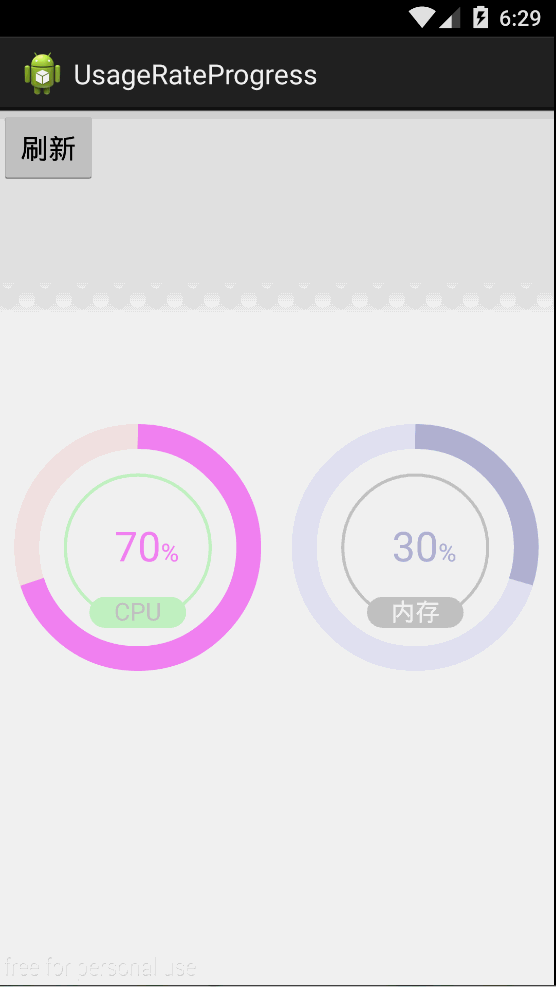 6:29
UsageRateProgress
刷新
70%
CPU
30%
内存
free for personal use